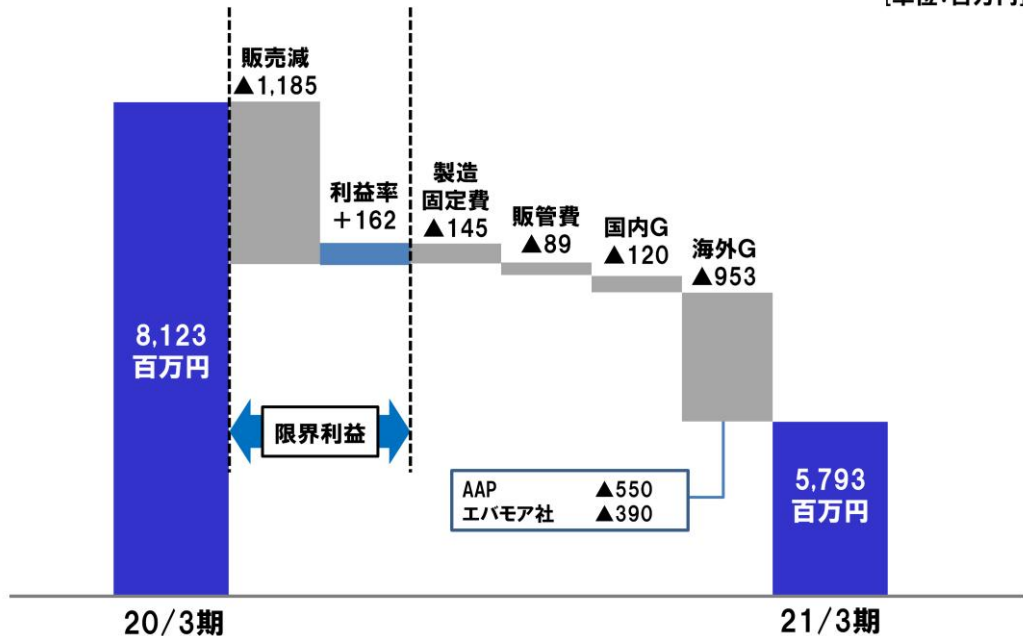 販売減
▲1,185
利益率
+162
製造
固定費
▲145
販管費
▲89
国内G
▲120
海外G
▲953
8,123
百万円
限界利益
AAP ▲550
エバモア社 ▲390
5,793
百万円
20/3期
21/3期